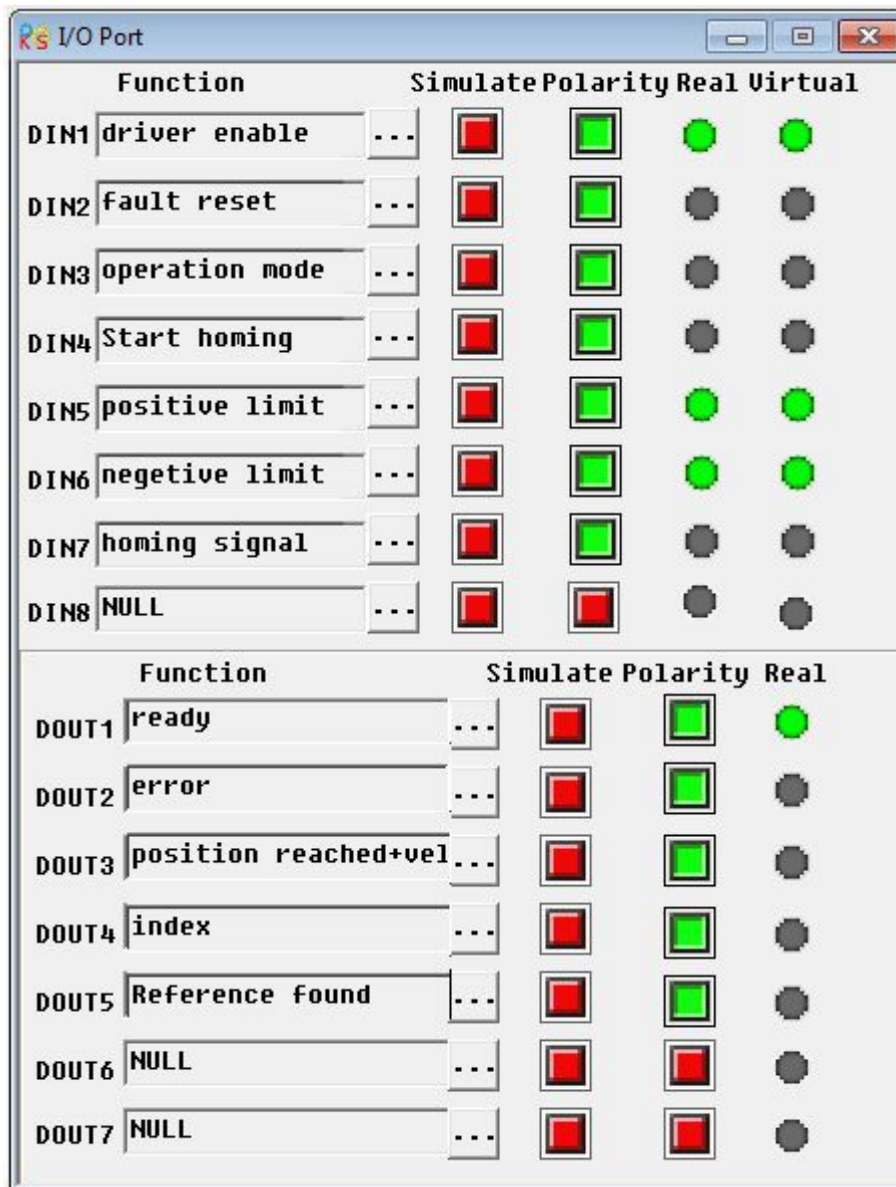 I/O Port
Function Simulate Polarity Real Virtual
DIN1 driver enable ...
DIN2 fault reset ...
DIN3 operation mode ...
DIN4 Start homing ...
DIN5 positive limit ...
DIN6 negetive limit ...
DIN7 homing signal ...
DIN8 NULL ...
Function Simulate Polarity Real
DOUT1 ready ...
DOUT2 error ...
DOUT3 position reached+vel ...
DOUT4 index ...
DOUT5 Reference found ...
DOUT6 NULL ...
DOUT7 NULL ...